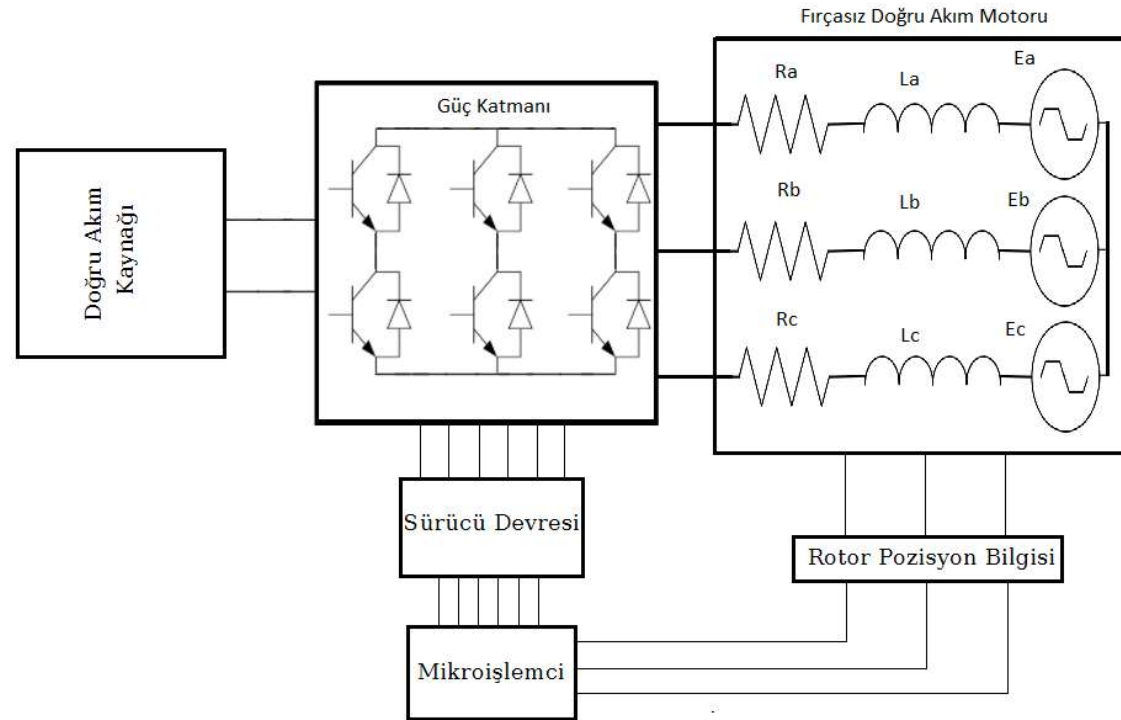 Fırçasız Doğru Akım Motoru
Ra
La
Ea
Güç Katmanı
Doğru Akım
Kaynağı
Rb
Lb
Eb
Rc
Lc
Ec
Sürücü Devresi
Rotor Pozisyon Bilgisi
Mikroişlemci